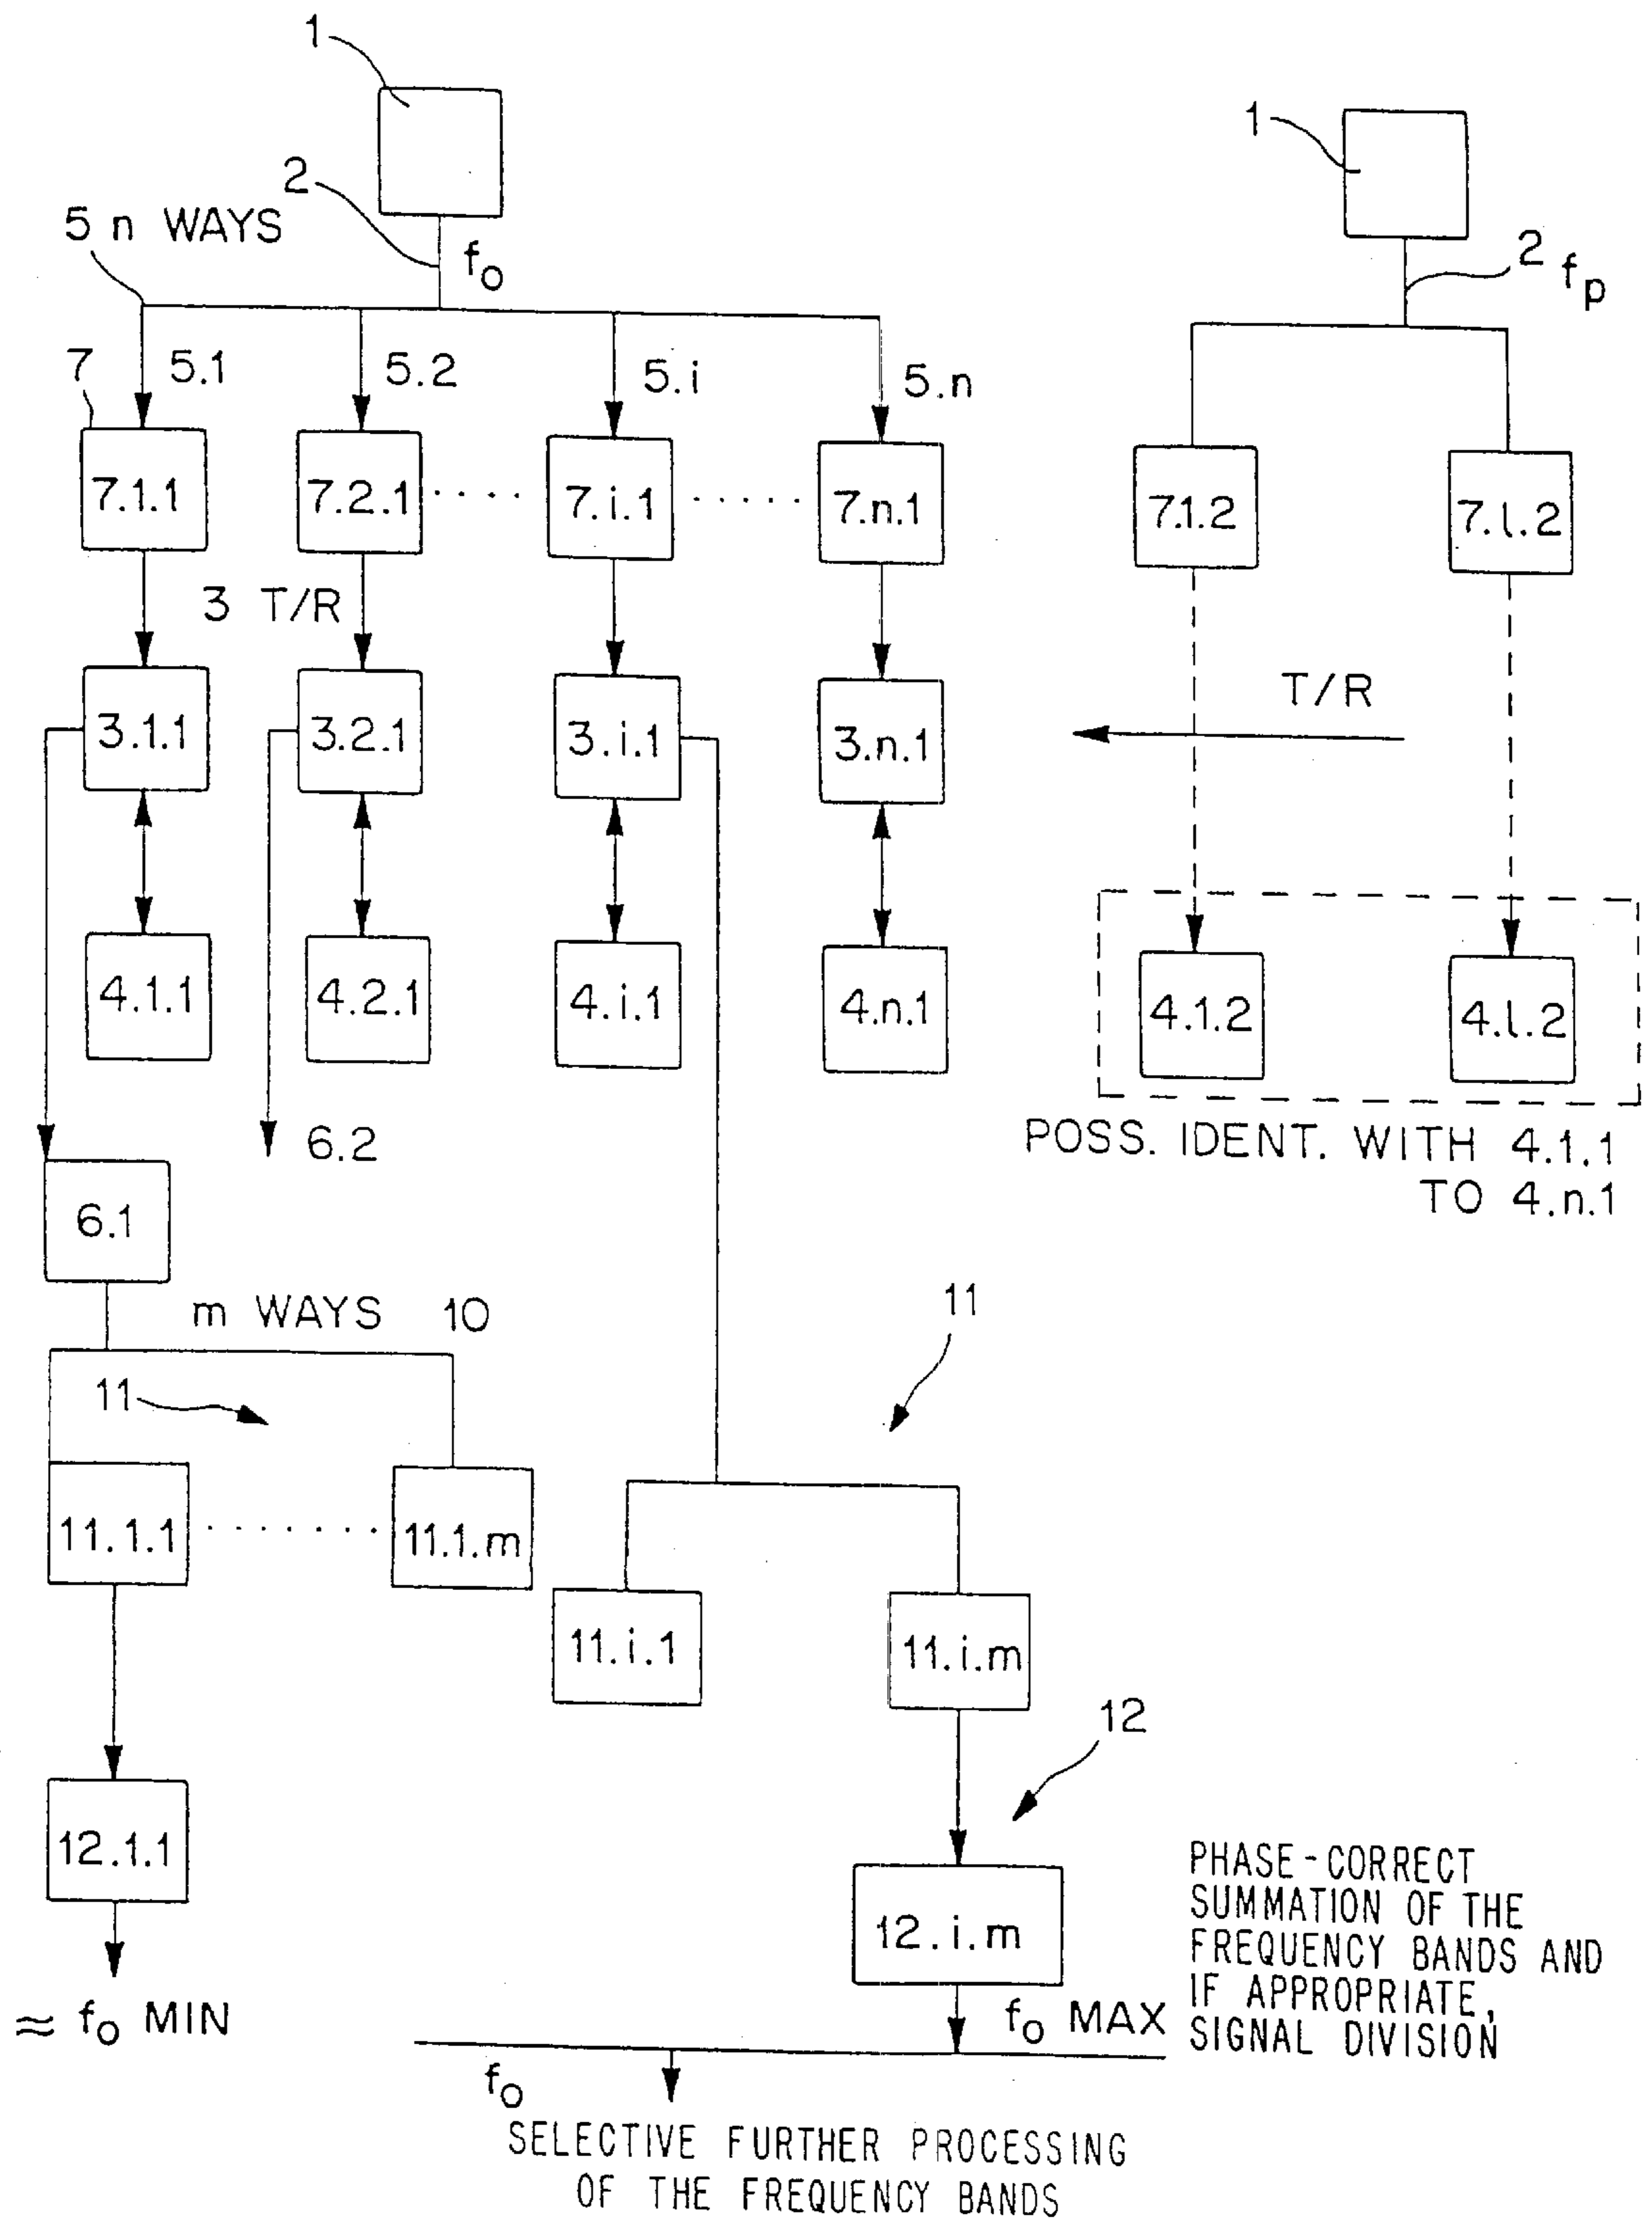 1
1
2
5 n WAYS
fo
2 fp
7
5.1
5.2
5.i
5.n
7.1.1
7.2.1
7.i.1
7.n.1
7.1.2
7.l.2
3 T/R
T/R
3.1.1
3.2.1
3.i.1
3.n.1
4.1.1
4.2.1
4.i.1
4.n.1
4.1.2
4.l.2
6.2
POSS. IDENT. WITH 4.1.1
TO 4.n.1
6.1
m WAYS 10
11
11
11.1.1
11.1.m
11.i.1
11.i.m
12
12.1.1
12.i.m
PHASE-CORRECT
SUMMATION OF THE
FREQUENCY BANDS AND
IF APPROPRIATE,
SIGNAL DIVISION
≈ fo MIN
fo MAX
fo
SELECTIVE FURTHER PROCESSING
OF THE FREQUENCY BANDS